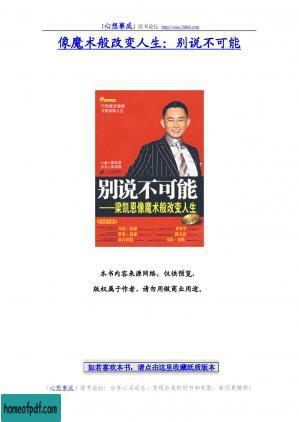 〖心想事成〗读书论坛 http://xxsc.5d6d.com
像魔术般改变人生：别说不可能
别说不可能
——梁凯恩像魔术般改变人生
本书内容来源网络，仅供预览，
版权属于作者，请勿用做商业用途。
如若喜欢本书，请点击这里收藏纸质版本
〖心想事成〗读书论坛：分享心灵成长、实现自我的好书和电影，有你更精彩！
homeofpdf.com